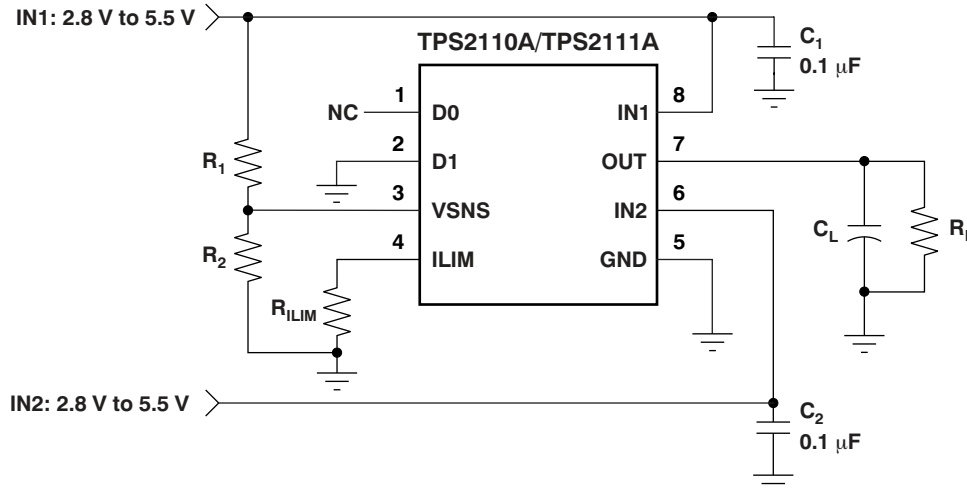 IN1: 2.8 V to 5.5 V
TPS2110A/TPS2111A
C1
0.1 μF
NC
1
D0
IN1
8
2
D1
OUT
7
R1
3
VSNS
IN2
6
R2
4
ILIM
GND
5
CL
RILIM
IN2: 2.8 V to 5.5 V
C2
0.1 μF